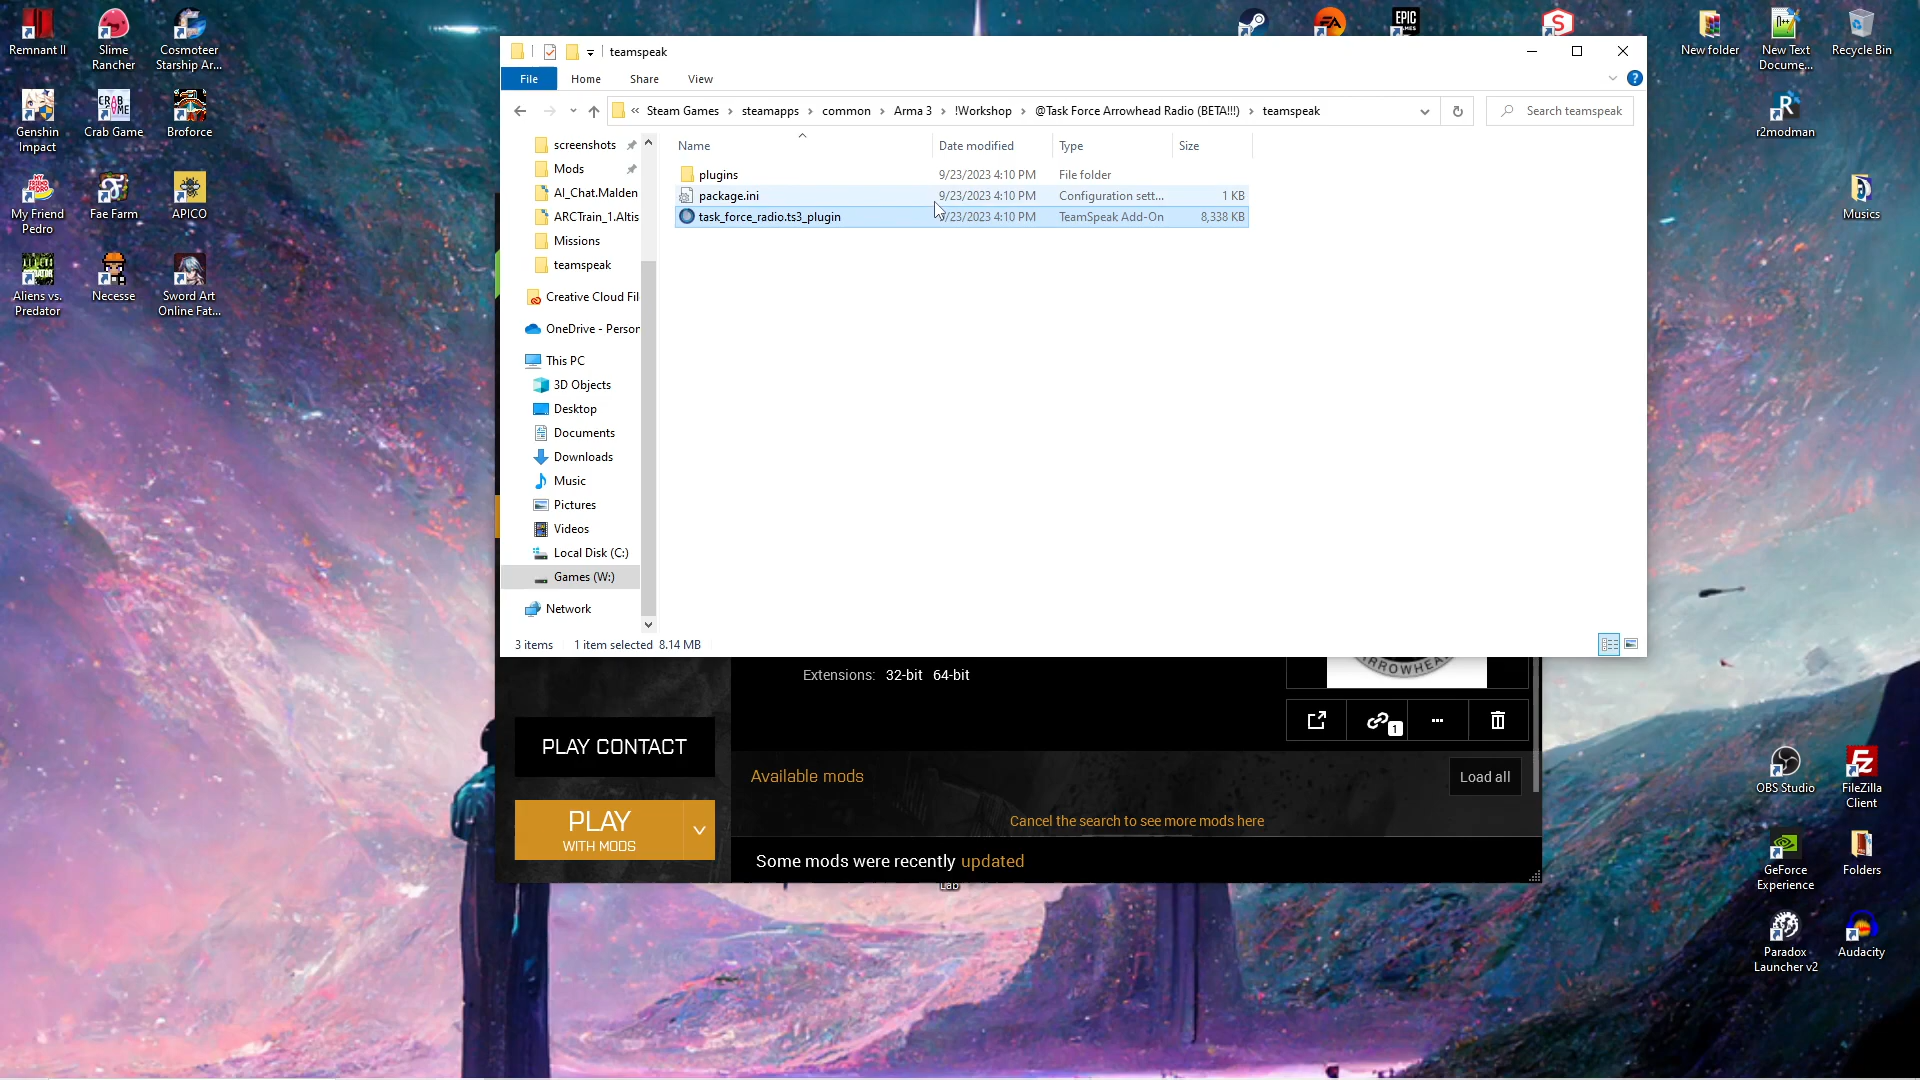 Remnant II
Slime
Rancher
Cosmoteer
Starship Ar...
Genshin
Impact
Crab Game
Broforce
My Friend
Pedro
Fae Farm
APICO
Aliens vs.
Predator
Necesse
Sword Art
Online Fat...
EA
EPIC
GAMES
New folder
New Text
Docume...
Recycle Bin
r2modman
Musics
teamspeak
File
Home
Share
View
« Steam Games › steamapps › common › Arma 3 › !Workshop › @Task Force Arrowhead Radio (BETA!!!) › teamspeak
Search teamspeak
Name
Date modified
Type
Size
plugins 9/23/2023 4:10 PM File folder
package.ini 9/23/2023 4:10 PM Configuration sett... 1 KB
task_force_radio.ts3_plugin 9/23/2023 4:10 PM TeamSpeak Add-On 8,338 KB
screenshots
Mods
AI_Chat.Malden
ARCTrain_1.Altis
Missions
teamspeak
Creative Cloud Fil
OneDrive - Person
This PC
3D Objects
Desktop
Documents
Downloads
Music
Pictures
Videos
Local Disk (C:)
Games (W:)
Network
3 items 1 item selected 8.14 MB
Extensions: 32-bit 64-bit
ARROWHEA
1
PLAY CONTACT
Available mods
Load all
PLAY
WITH MODS
Cancel the search to see more mods here
Some mods were recently updated
Lab
OBS Studio
FileZilla
Client
GeForce
Experience
Folders
Paradox
Launcher v2
Audacity